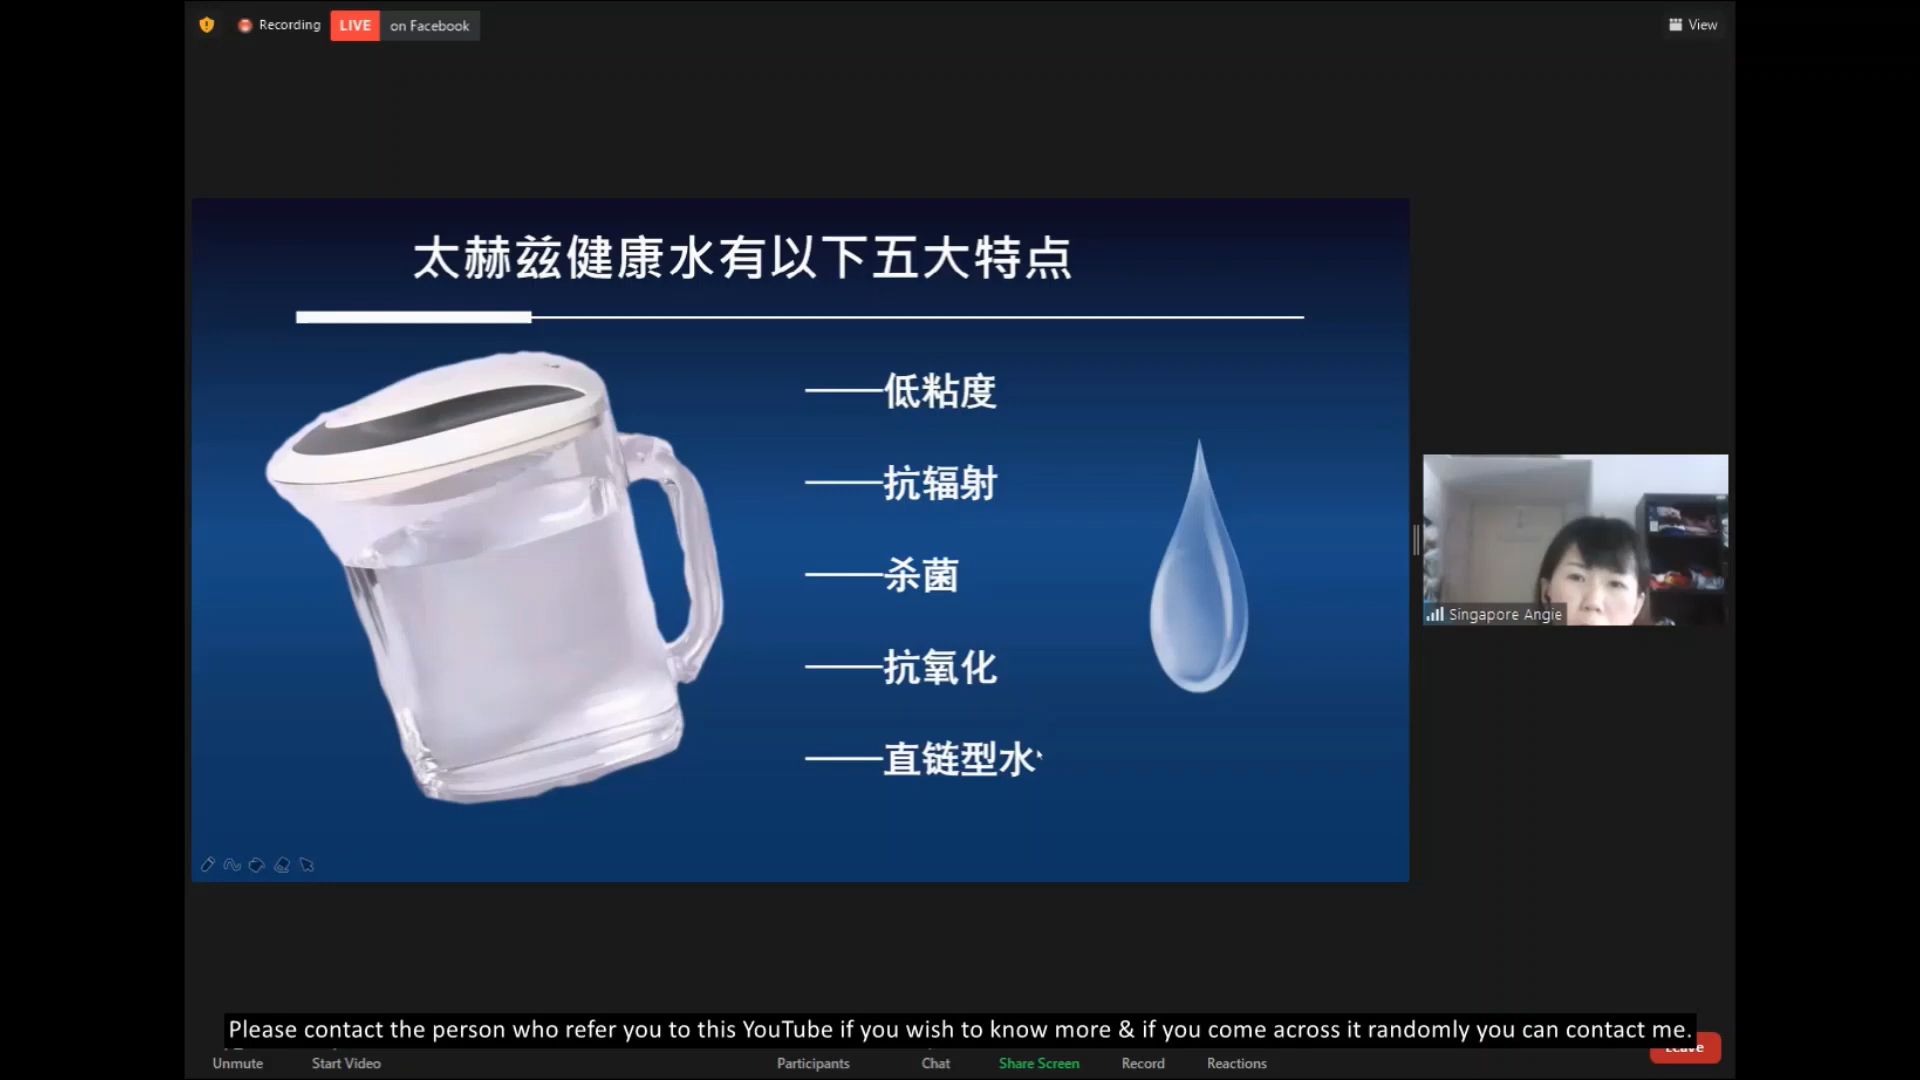 Recording
LIVE on Facebook
View
太赫兹健康水有以下五大特点
——低粘度
——抗辐射
——杀菌
——抗氧化
——直链型水
Singapore Angie
Please contact the person who refer you to this YouTube if you wish to know more & if you come across it randomly you can contact me.
Leave
Unmute
Start Video
Participants
Chat
Share Screen
Record
Reactions